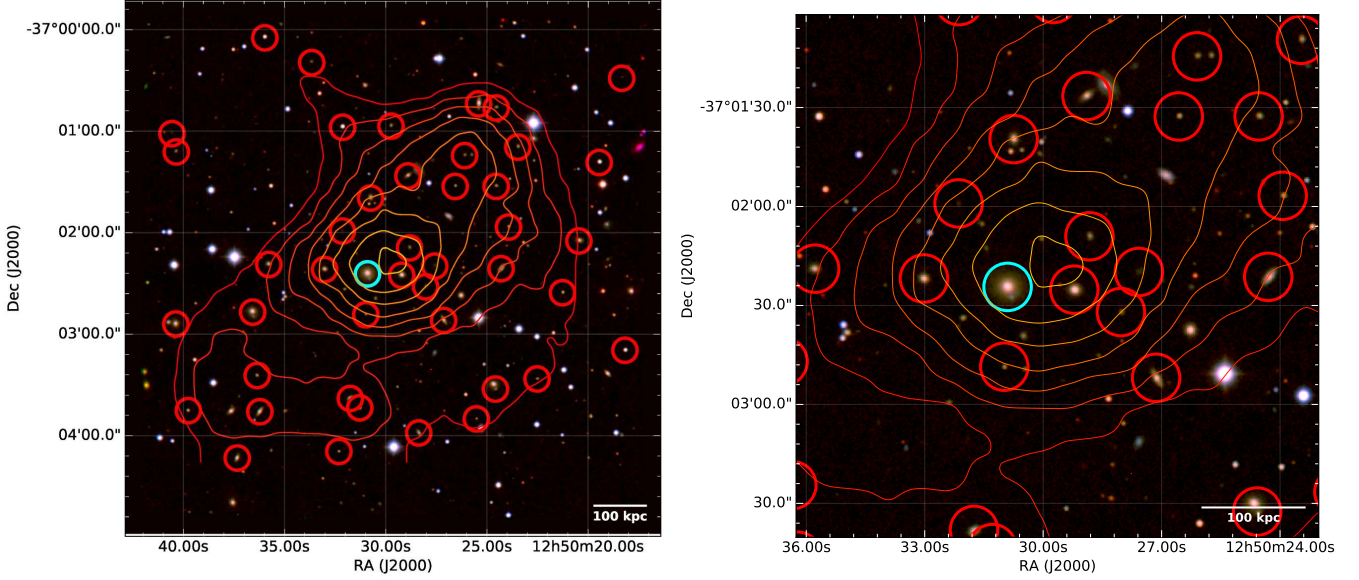 -37°00'00.0"
01'00.0"
02'00.0"
03'00.0"
04'00.0"
Dec (J2000)
40.00s
35.00s
30.00s
25.00s
12h50m20.00s
RA (J2000)
100 kpc
-37°01'30.0"
02'00.0"
30.0"
03'00.0"
30.0"
Dec (J2000)
36.00s
33.00s
30.00s
27.00s
12h50m24.00s
RA (J2000)
100 kpc